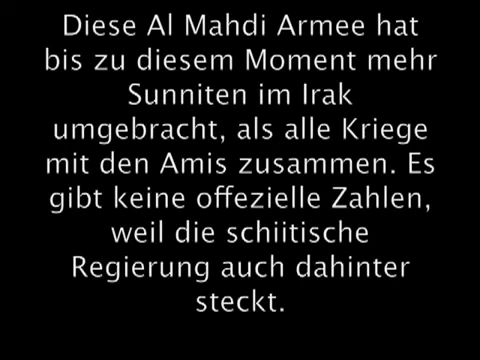 Diese Al Mahdi Armee hat
bis zu diesem Moment mehr
Sunniten im Irak
umgebracht, als alle Kriege
mit den Amis zusammen. Es
gibt keine offezielle Zahlen,
weil die schiitische
Regierung auch dahinter
steckt.